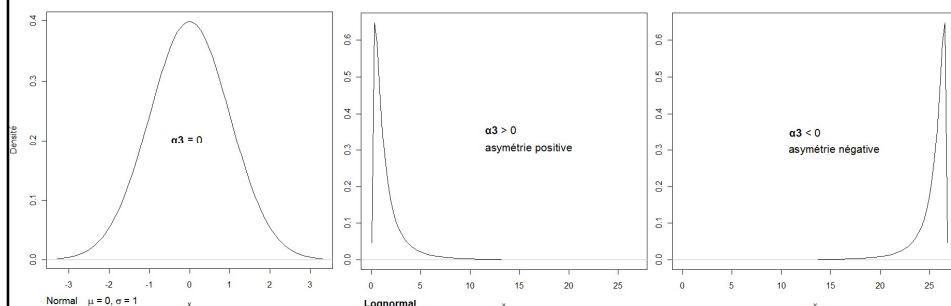 Densité
0.4
0.3
0.2
0.1
0.0
α3 = 0
-3 -2 -1 0 1 2 3
Normal μ = 0, σ = 1
x
0.6
0.5
0.4
0.3
0.2
0.1
0.0
α3 > 0
asymétrie positive
0 5 10 15 20 25
Lognormal
x
0.6
0.5
0.4
0.3
0.2
0.1
0.0
α3 < 0
asymétrie négative
0 5 10 15 20 25
x